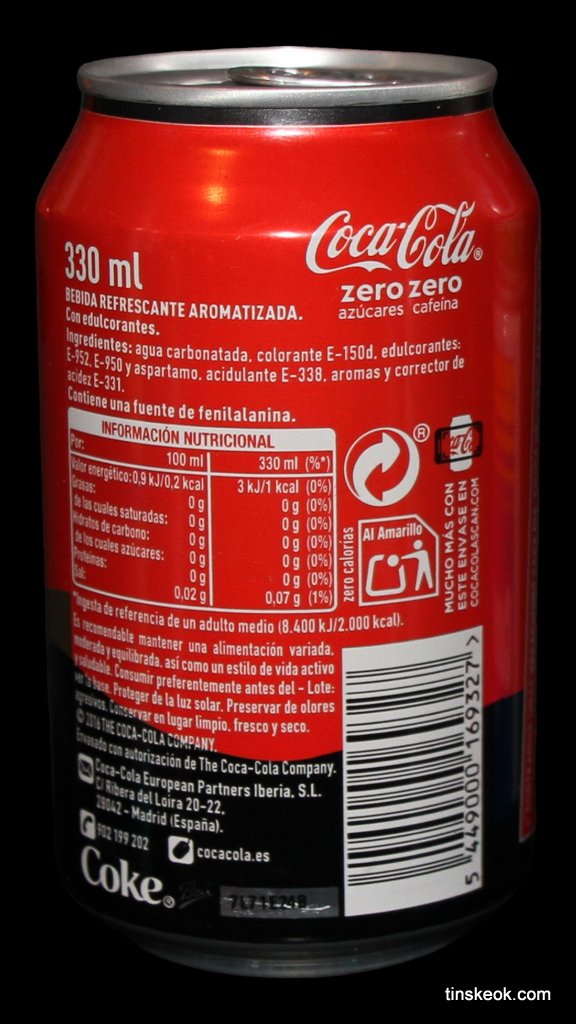 Coca-Cola®
zero zero
azúcares cafeína
330 ml
BEBIDA REFRESCANTE AROMATIZADA.
Con edulcorantes.
Ingredientes: agua carbonatada, colorante E-150d, edulcorantes:
E-952, E-950 y aspartamo, acidulante E-338, aromas y corrector de
acidez E-331.
Contiene una fuente de fenilalanina.
INFORMACIÓN NUTRICIONAL
Por: 100 ml 330 ml (%*)
Valor energético: 0,9 kJ/0,2 kcal 3 kJ/1 kcal (0%)
Grasas: 0 g 0 g (0%)
de las cuales saturadas: 0 g 0 g (0%)
Hidratos de carbono: 0 g 0 g (0%)
de los cuales azúcares: 0 g 0 g (0%)
Proteínas: 0 g 0 g (0%)
Sal: 0,02 g 0,07 g (1%)
®
zero calorías
Al Amarillo
MUCHO MÁS CON
ESTE ENVASE EN
COCACOLASCAN.COM
*Ingesta de referencia de un adulto medio (8.400 kJ/2.000 kcal).
Es recomendable mantener una alimentación variada,
moderada y equilibrada, así como un estilo de vida activo
y saludable. Consumir preferentemente antes del - Lote:
ver la base. Proteger de la luz solar. Preservar de olores
agresivos. Conservar en lugar limpio, fresco y seco.
© 2016 THE COCA-COLA COMPANY.
Envasado con autorización de The Coca-Cola Company.
Coca-Cola European Partners Iberia, S.L.
C/ Ribera del Loira 20-22,
28042 - Madrid (España).
902 199 202
cocacola.es
Coke®
5 449000 169327 >
tinskeok.com